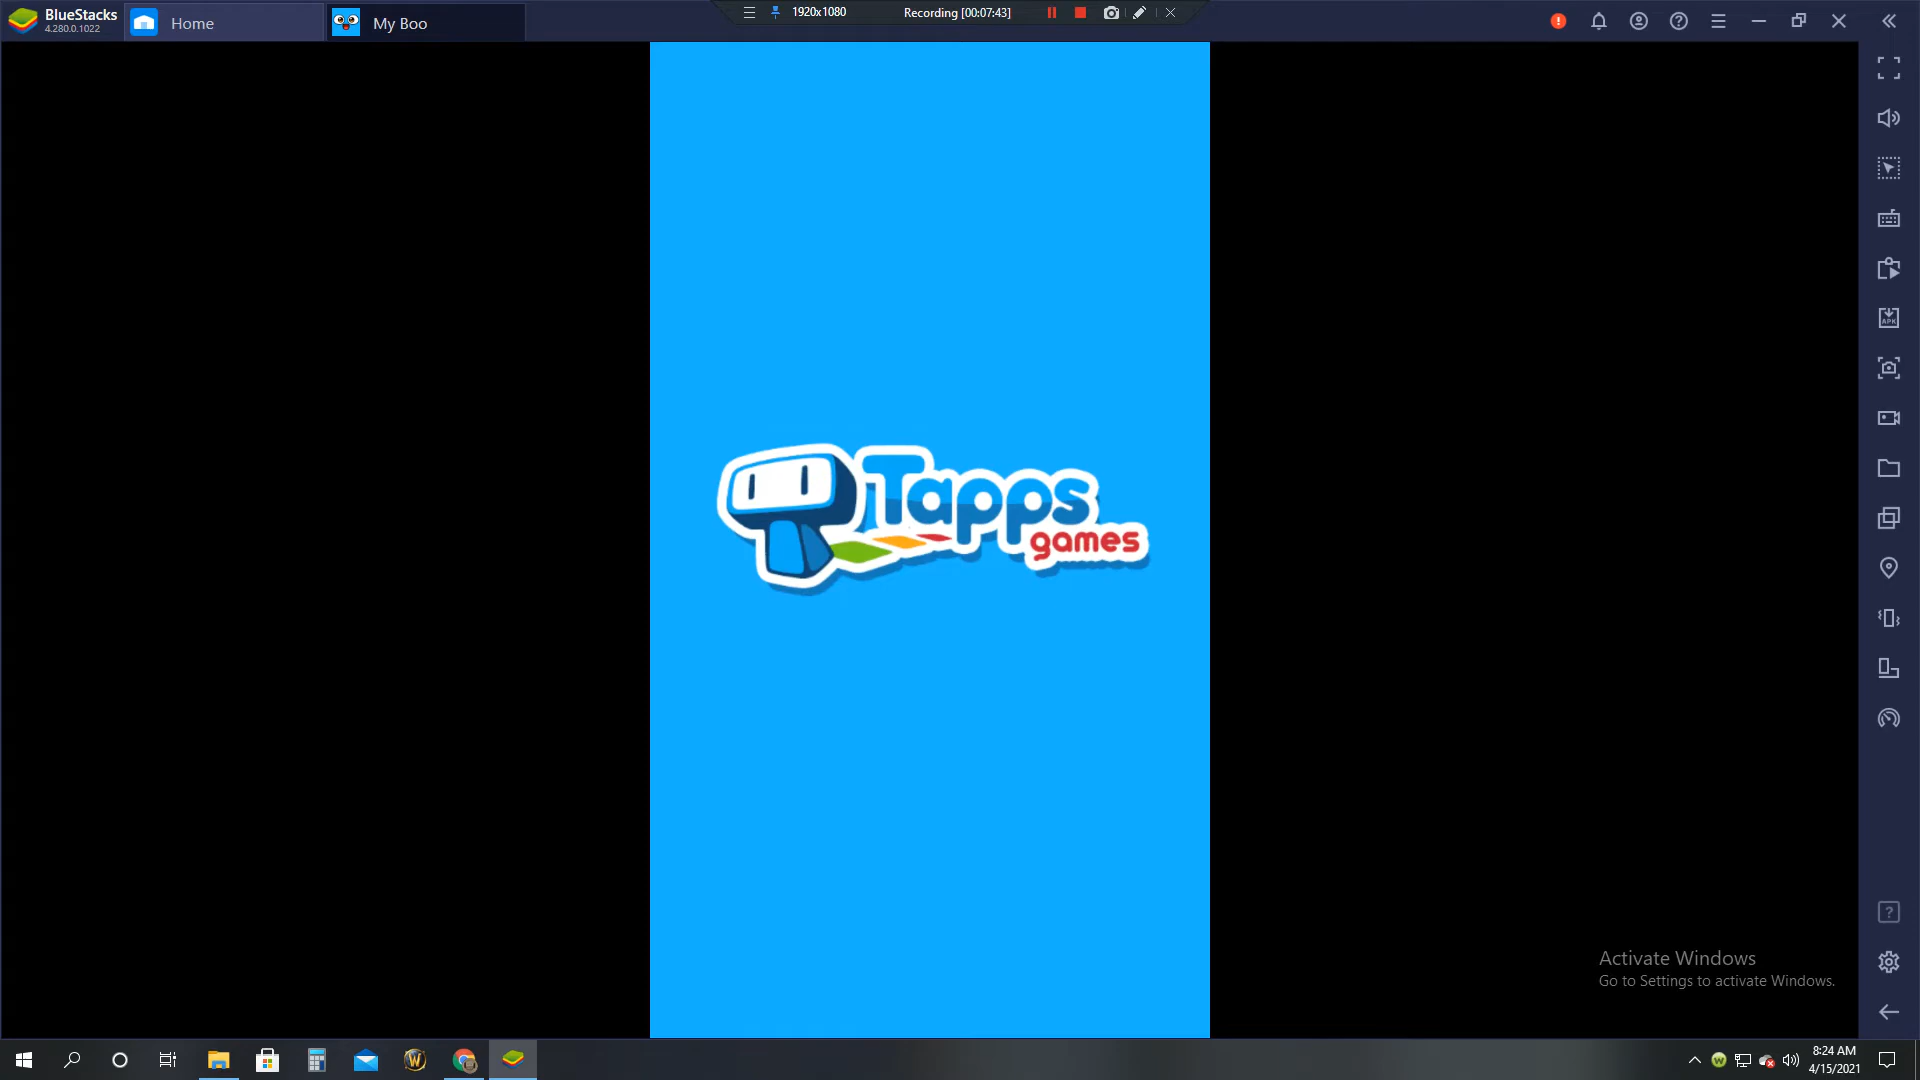 BlueStacks
4.280.0.1022
Home
My Boo
1920x1080
Recording [00:07:43]
APK
Tapps
games
Activate Windows
Go to Settings to activate Windows.
8:24 AM
4/15/2021